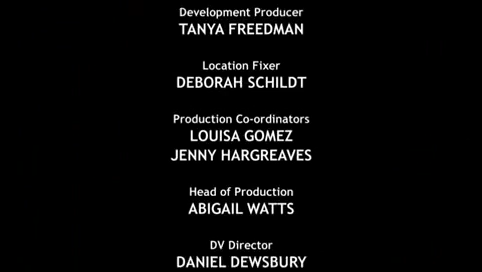 Development Producer
TANYA FREEDMAN
Location Fixer
DEBORAH SCHILDT
Production Co-ordinators
LOUISA GOMEZ
JENNY HARGREAVES
Head of Production
ABIGAIL WATTS
DV Director
DANIEL DEWSBURY